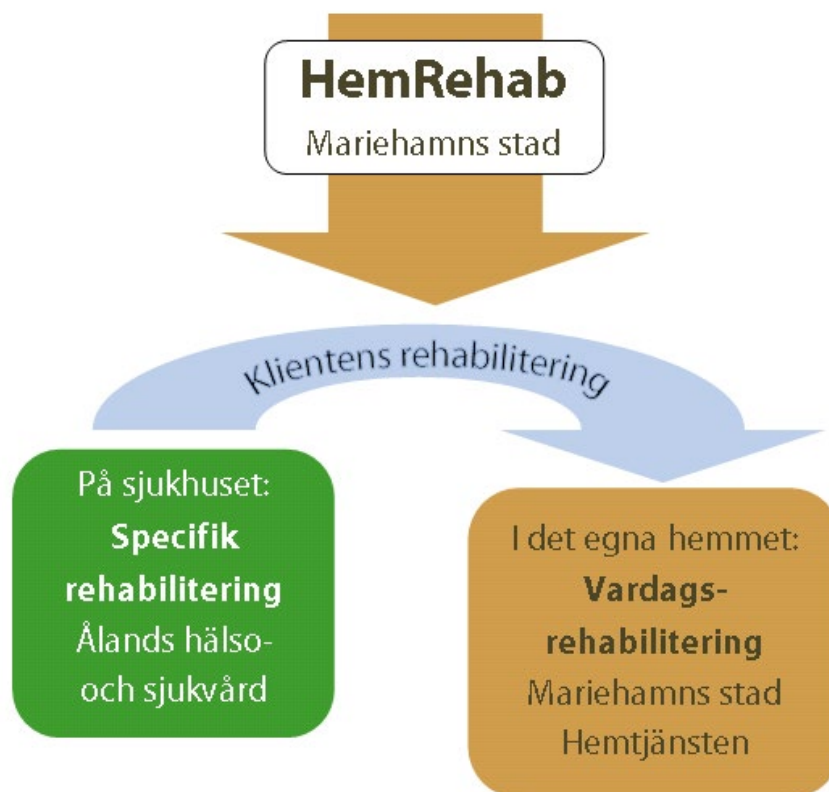 HemRehab
Mariehamns stad
Klientens rehabilitering
På sjukhuset:
Specifik
rehabilitering
Ålands hälso-
och sjukvård
I det egna hemmet:
Vardags-
rehabilitering
Mariehamns stad
Hemtjänsten